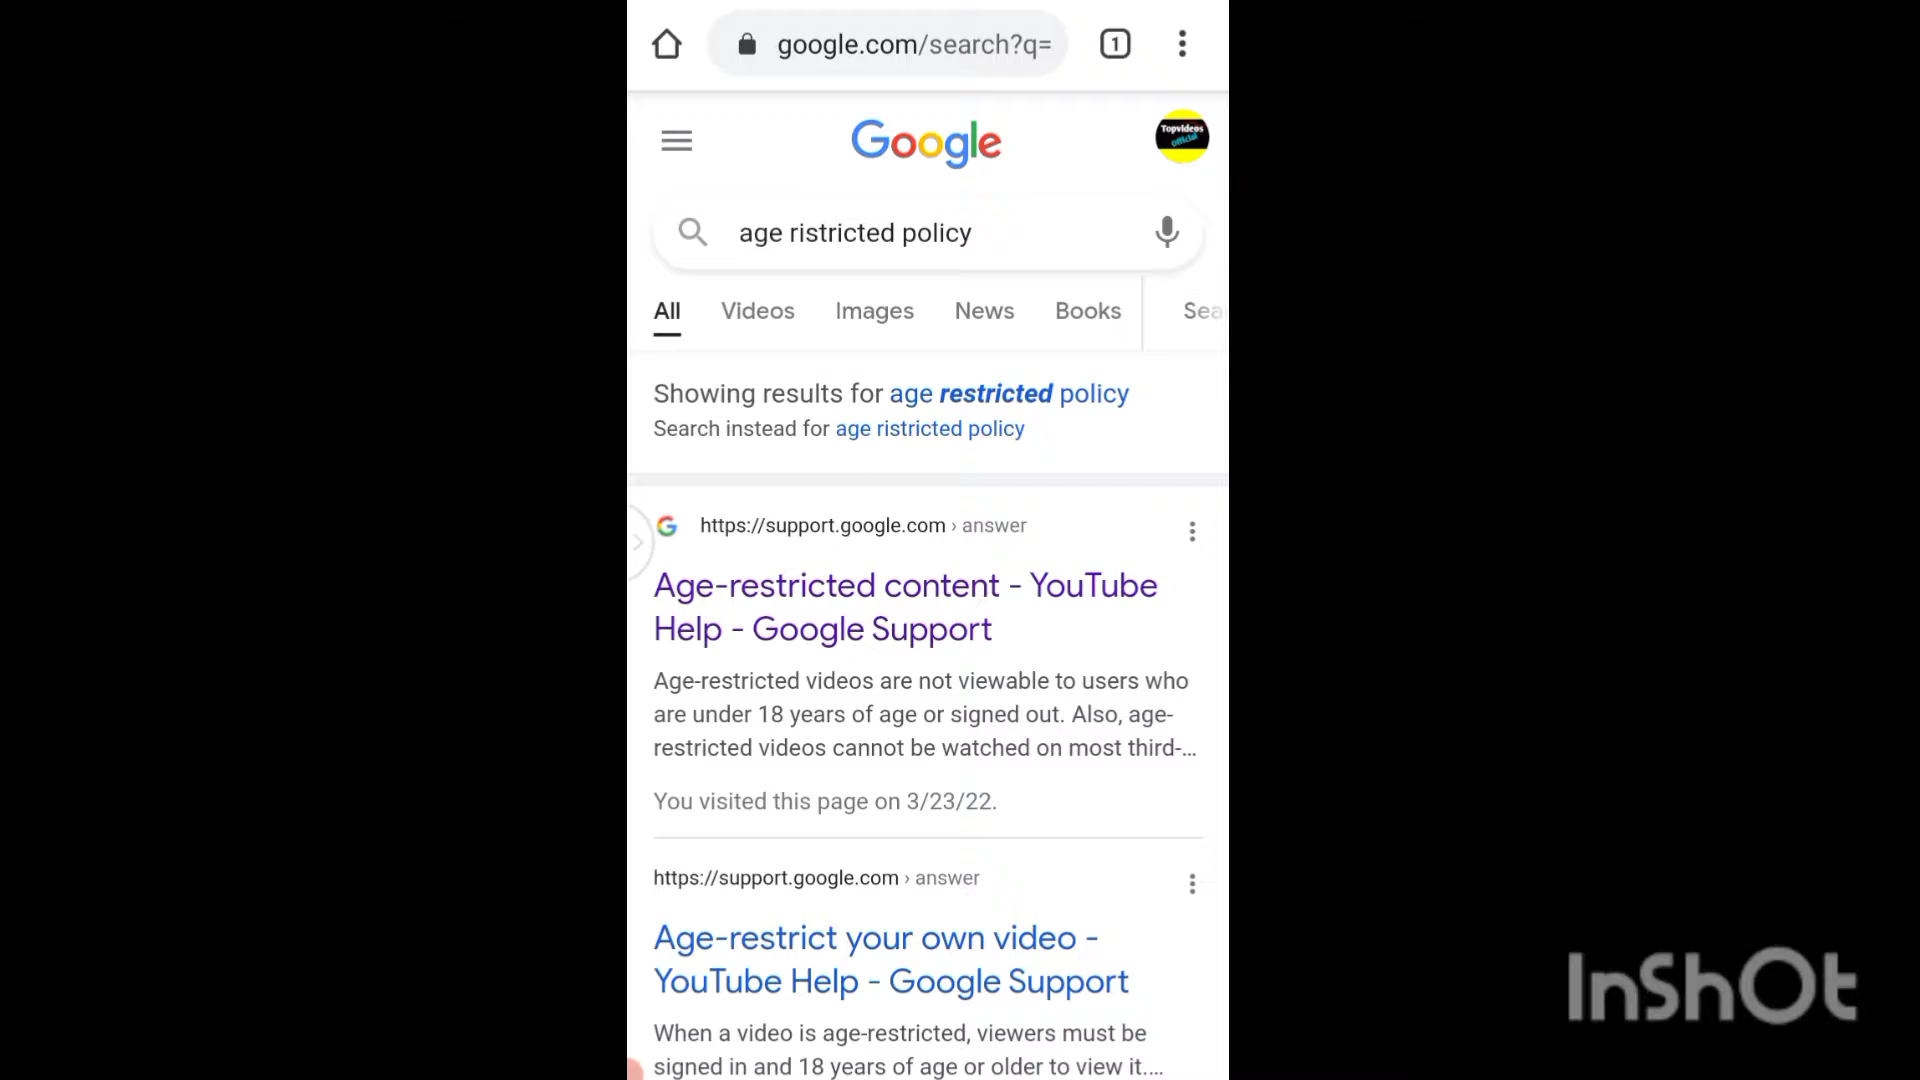 google.com/search?q=
1
Google
Topvideos
official
age ristricted policy
All Videos Images News Books Sea
Showing results for age restricted policy
Search instead for age ristricted policy
https://support.google.com › answer
Age-restricted content - YouTube
Help - Google Support
Age-restricted videos are not viewable to users who
are under 18 years of age or signed out. Also, age-
restricted videos cannot be watched on most third-...
You visited this page on 3/23/22.
https://support.google.com › answer
Age-restrict your own video -
YouTube Help - Google Support
When a video is age-restricted, viewers must be
signed in and 18 years of age or older to view it....
InShOt